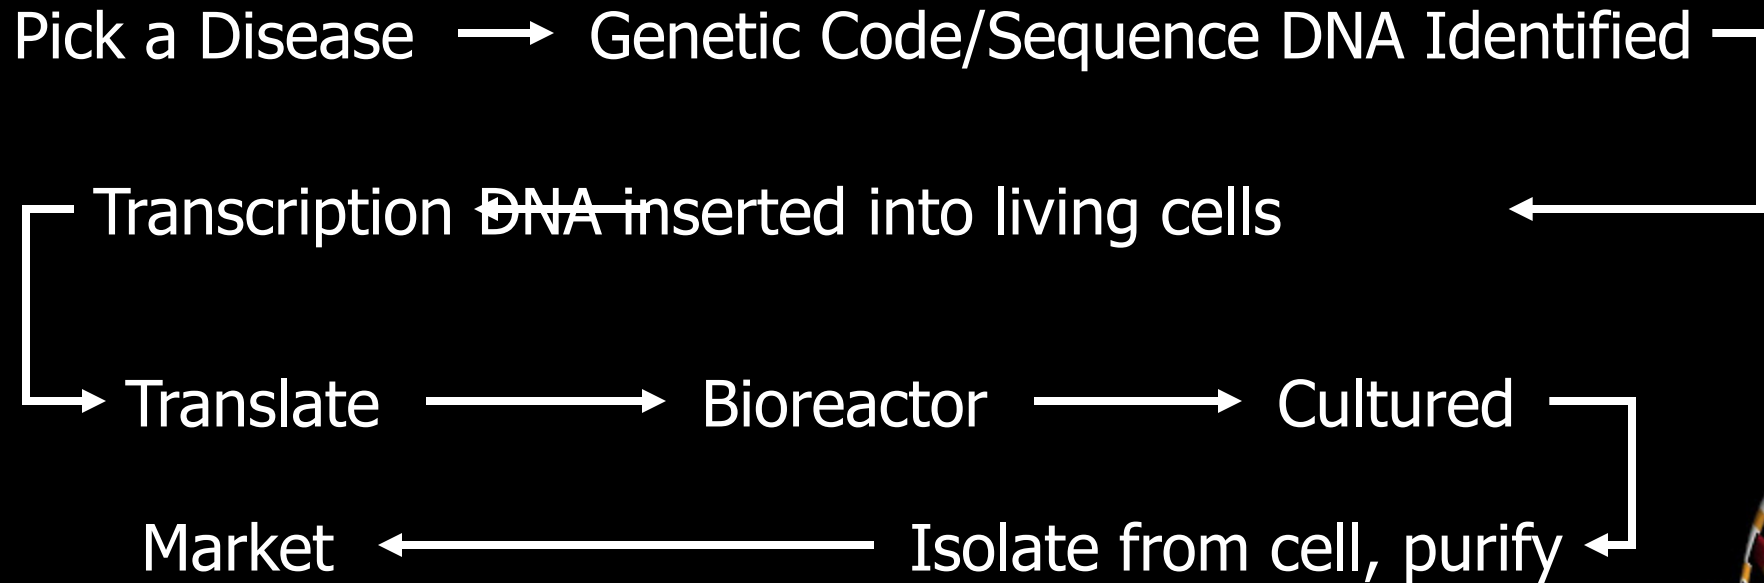 Pick a Disease Genetic Code/Sequence DNA Identified
Transcription DNA inserted into living cells
Translate Bioreactor Cultured
Market Isolate from cell, purify